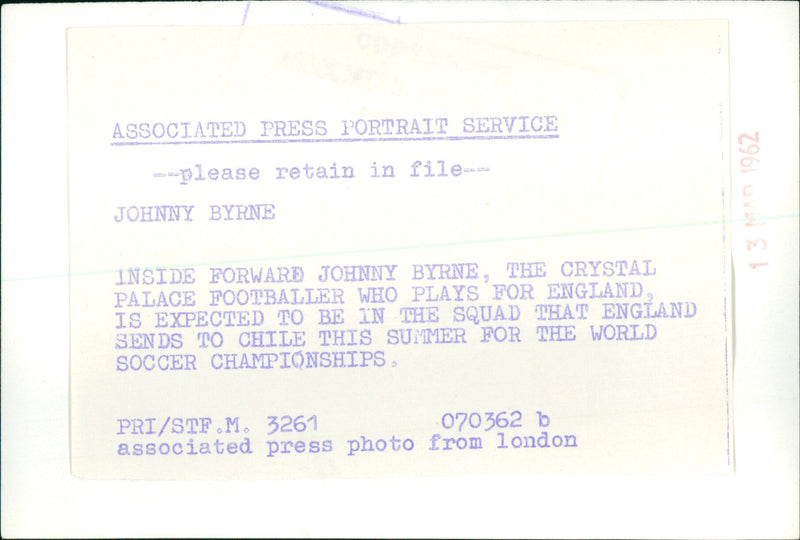 ASSOCIATED PRESS PORTRAIT SERVICE
--please retain in file--
JOHNNY BYRNE
INSIDE FORWARD JOHNNY BYRNE, THE CRYSTAL
PALACE FOOTBALLER WHO PLAYS FOR ENGLAND,
IS EXPECTED TO BE IN THE SQUAD THAT ENGLAND
SENDS TO CHILE THIS SUMMER FOR THE WORLD
SOCCER CHAMPIONSHIPS.
PRI/STF.M. 3261 070362 b
associated press photo from london
13 MAR 1962